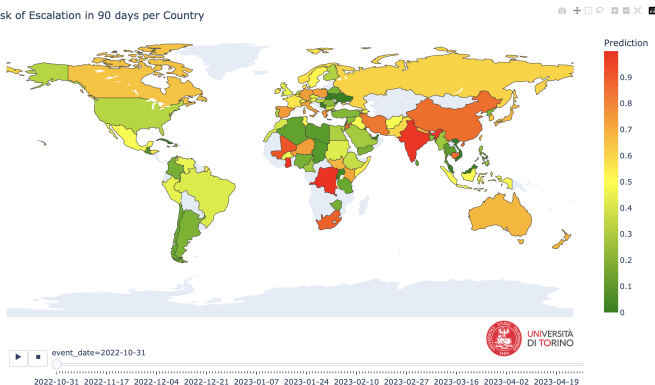 sk of Escalation in 90 days per Country
Prediction
0.9
0.8
0.7
0.6
0.5
0.4
0.3
0.2
0.1
0
UNIVERSITÀ
DI TORINO
event_date=2022-10-31
2022-10-31 2022-11-17 2022-12-04 2022-12-21 2023-01-07 2023-01-24 2023-02-10 2023-02-27 2023-03-16 2023-04-02 2023-04-19